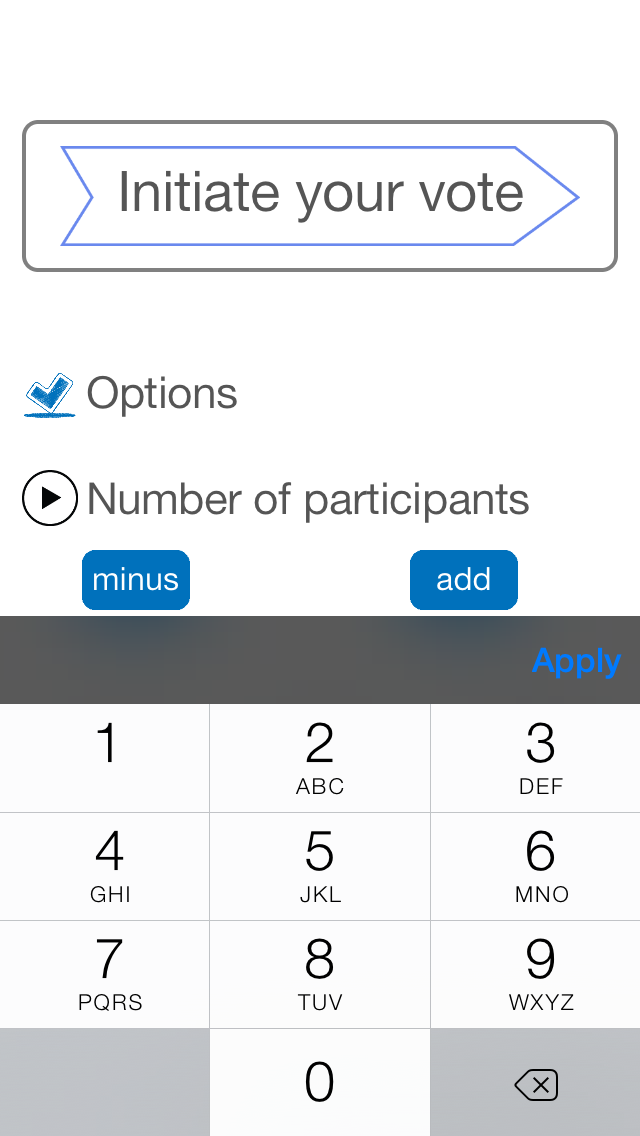 Initiate your vote
Options
Number of participants
minus add
Apply
1 2 3
ABC DEF
4 5 6
GHI JKL MNO
7 8 9
PQRS TUV WXYZ
0